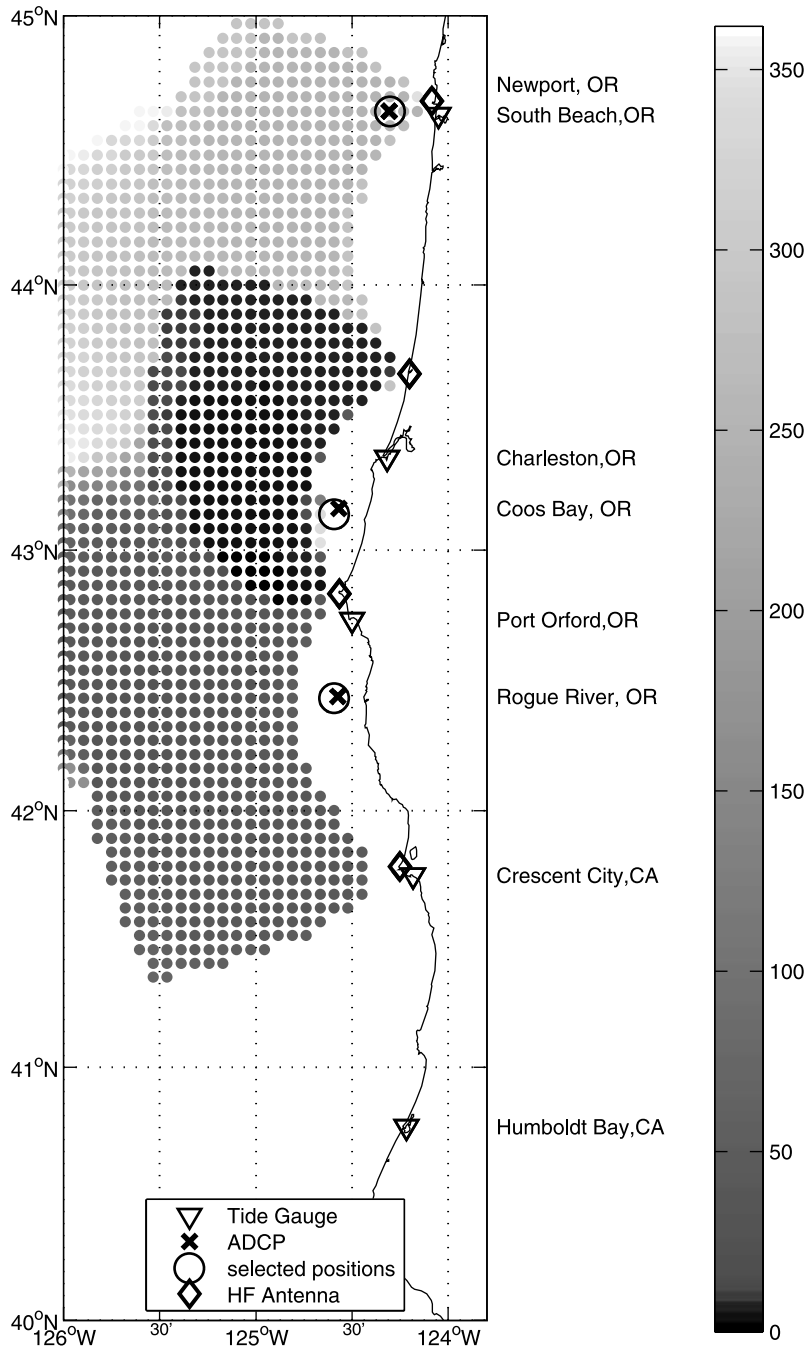 45°N
44°N
43°N
42°N
41°N
40°N
126°W
30'
125°W
30'
124°W
Newport, OR
South Beach,OR
Charleston,OR
Coos Bay, OR
Port Orford,OR
Rogue River, OR
Crescent City,CA
Humboldt Bay,CA
Tide Gauge
ADCP
selected positions
HF Antenna
350
300
250
200
150
100
50
0